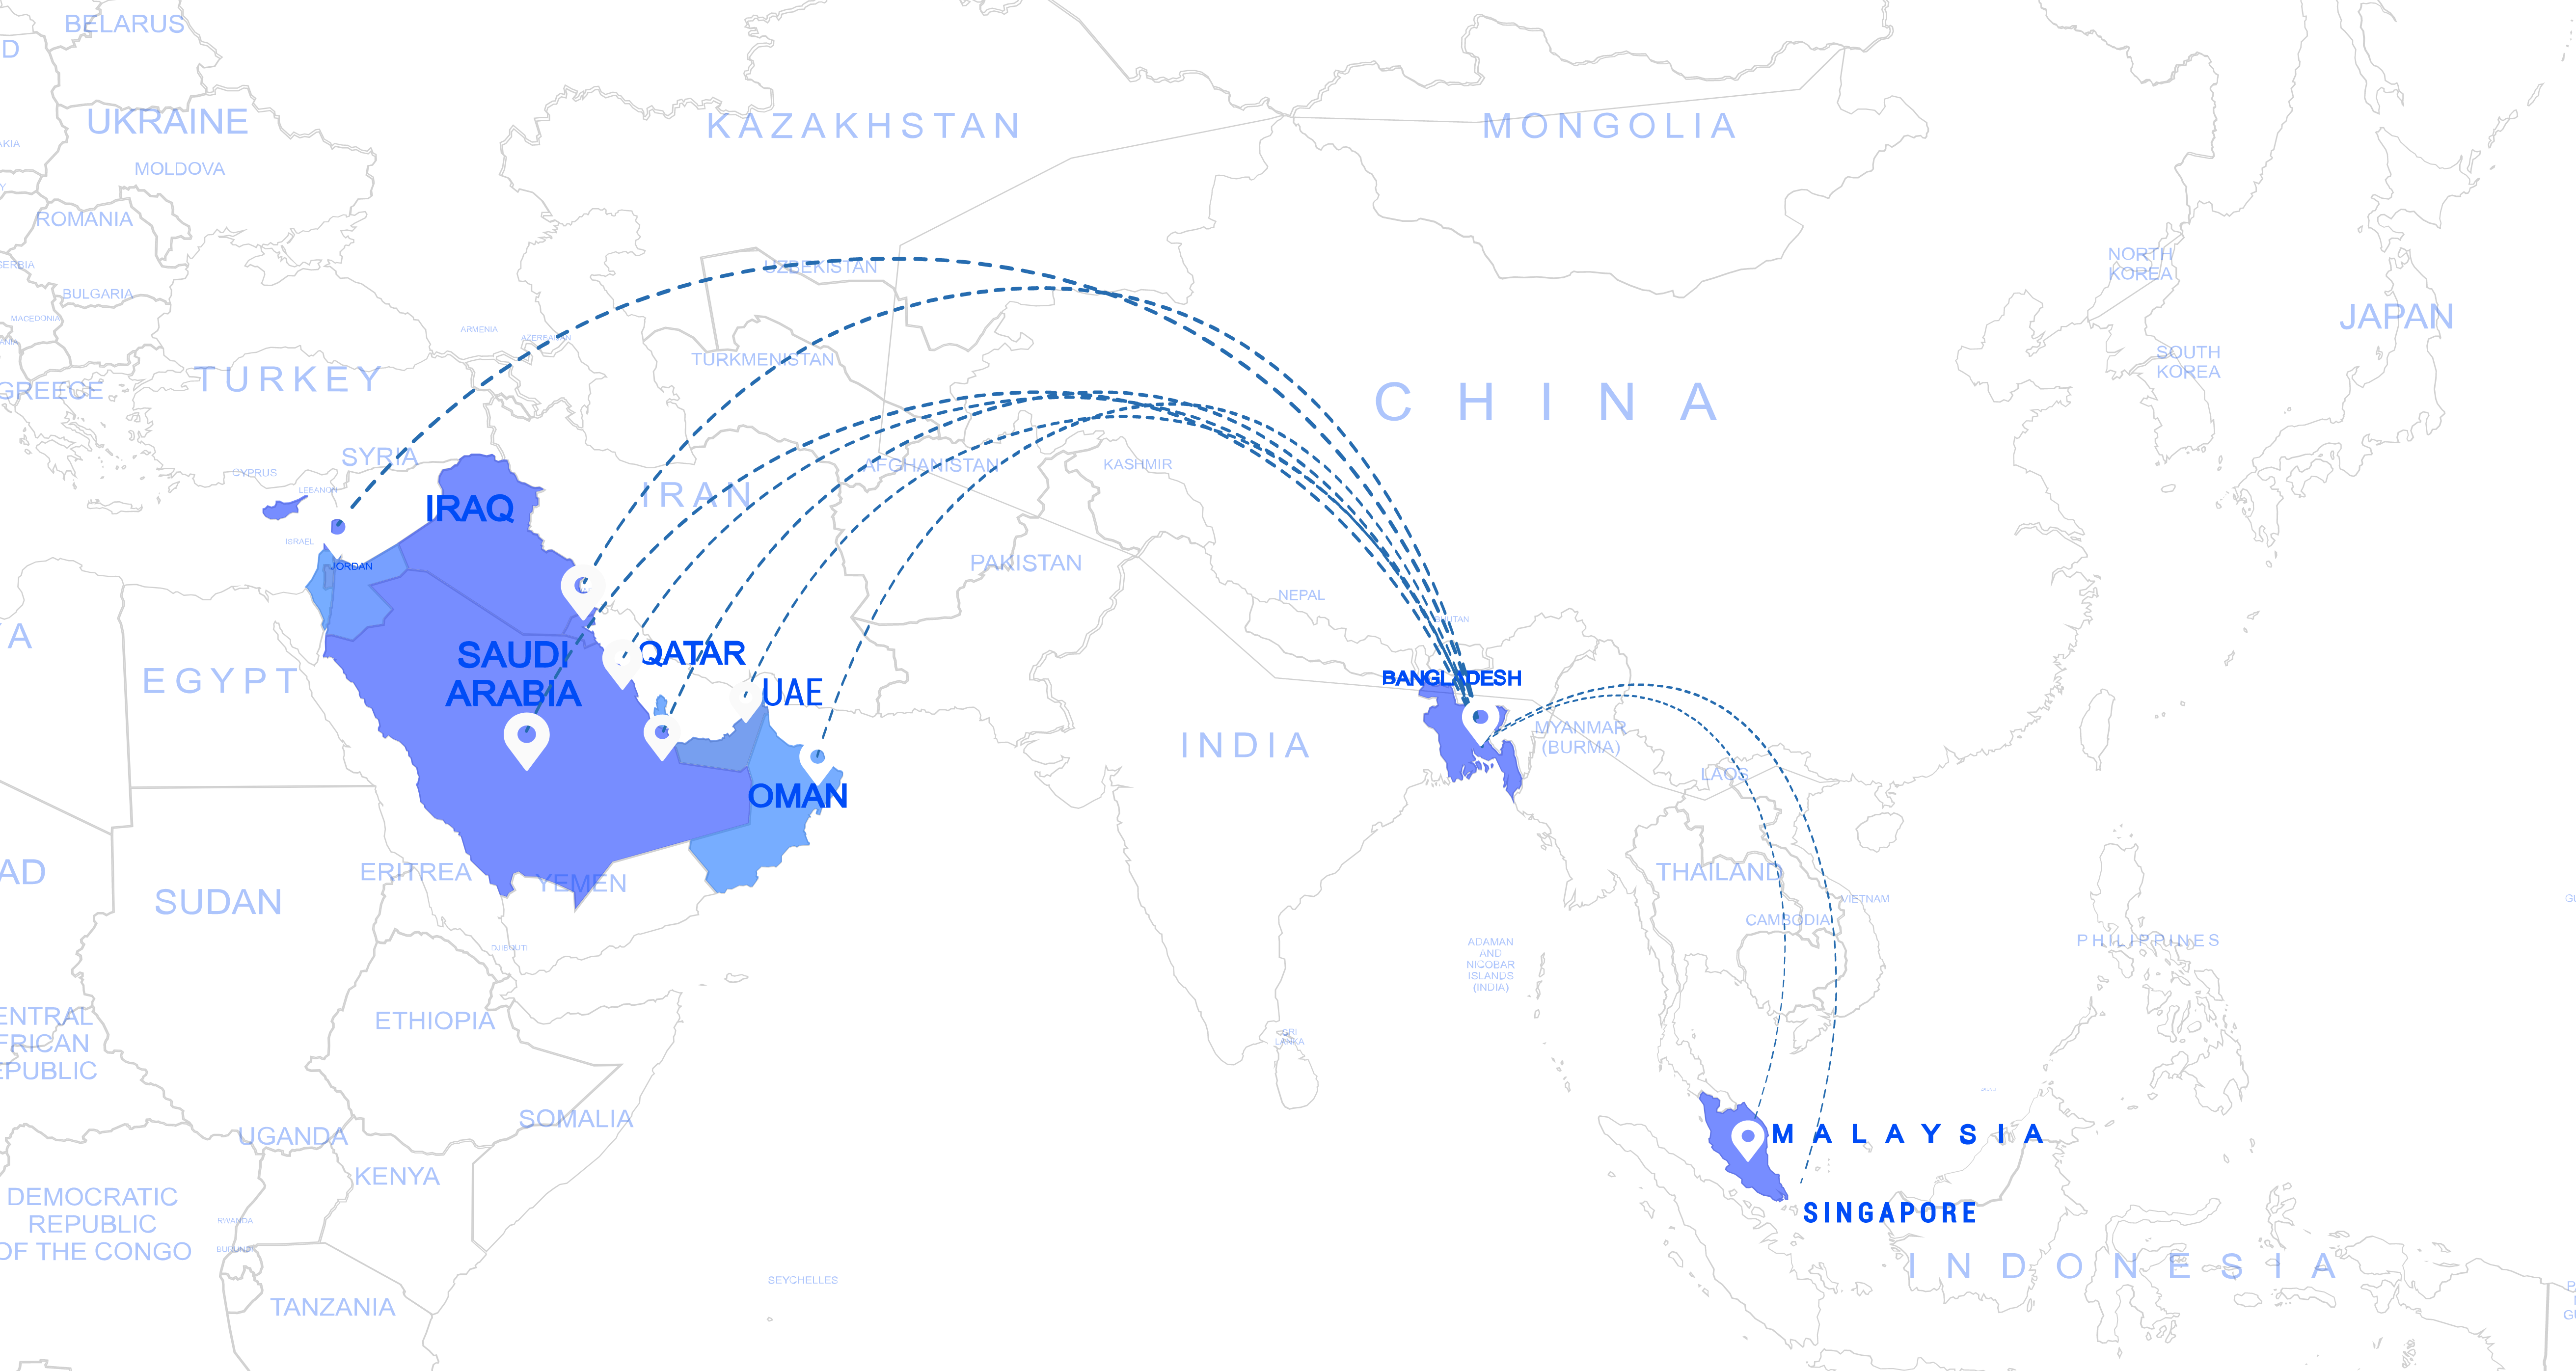 BELARUS
D
UKRAINE
KAZAKHSTAN
MONGOLIA
AKIA
MOLDOVA
Y
ROMANIA
NORTH
KOREA
SERBIA
UZBEKISTAN
BULGARIA
MACEDONIA
JAPAN
ARMENIA
AZERBAIJAN
SOUTH
KOREA
TURKMENISTAN
TURKEY
GREECE
CHINA
SYRIA
AFGHANISTAN
KASHMIR
CYPRUS
LEBANON
IRAN
IRAQ
ISRAEL
JORDAN
PAKISTAN
NEPAL
BHUTAN
A
SAUDI
ARABIA
QATAR
EGYPT
BANGLADESH
UAE
MYANMAR
(BURMA)
INDIA
LAOS
OMAN
AD
ERITREA
YEMEN
THAILAND
SUDAN
VIETNAM
GU
CAMBODIA
PHILIPPINES
DJIBOUTI
ADAMAN
AND
NICOBAR
ISLANDS
(INDIA)
ENTRAL
FRICAN
EPUBLIC
ETHIOPIA
SRI
LANKA
SOMALIA
UGANDA
MALAYSIA
KENYA
DEMOCRATIC
REPUBLIC
OF THE CONGO
RWANDA
BURUNDI
SINGAPORE
INDONESIA
SEYCHELLES
TANZANIA